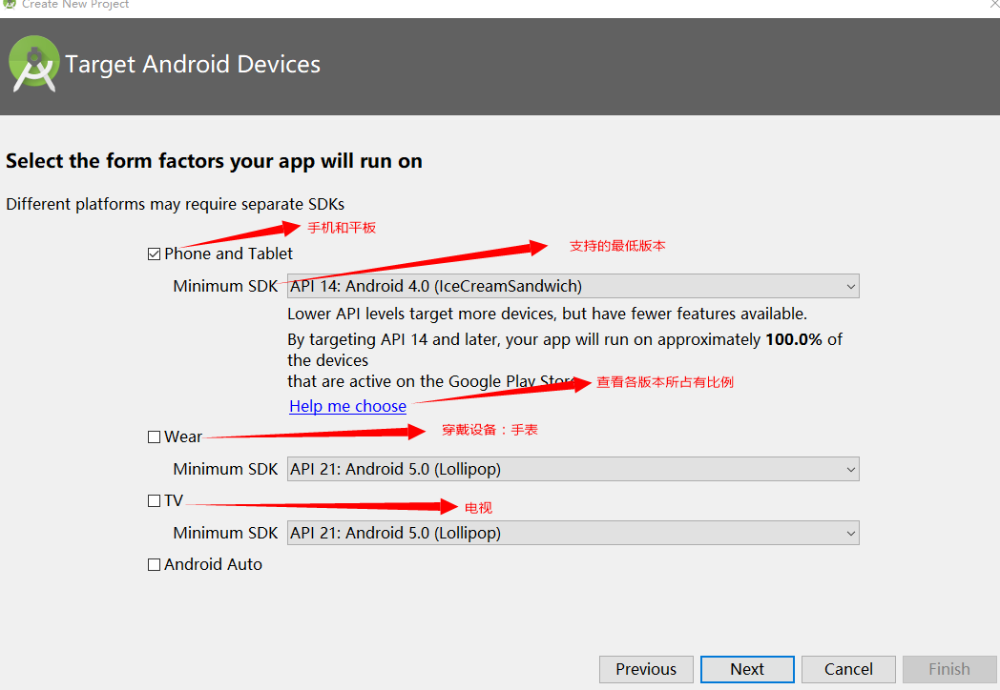 Create New Project
Target Android Devices
Select the form factors your app will run on
Different platforms may require separate SDKs
手机和平板
Phone and Tablet
支持的最低版本
Minimum SDK API 14: Android 4.0 (IceCreamSandwich)
Lower API levels target more devices, but have fewer features available.
By targeting API 14 and later, your app will run on approximately 100.0% of
the devices
that are active on the Google Play Store
查看各版本所占有比例
Help me choose
Wear
穿戴设备：手表
Minimum SDK API 21: Android 5.0 (Lollipop)
TV
电视
Minimum SDK API 21: Android 5.0 (Lollipop)
Android Auto
Previous Next Cancel Finish